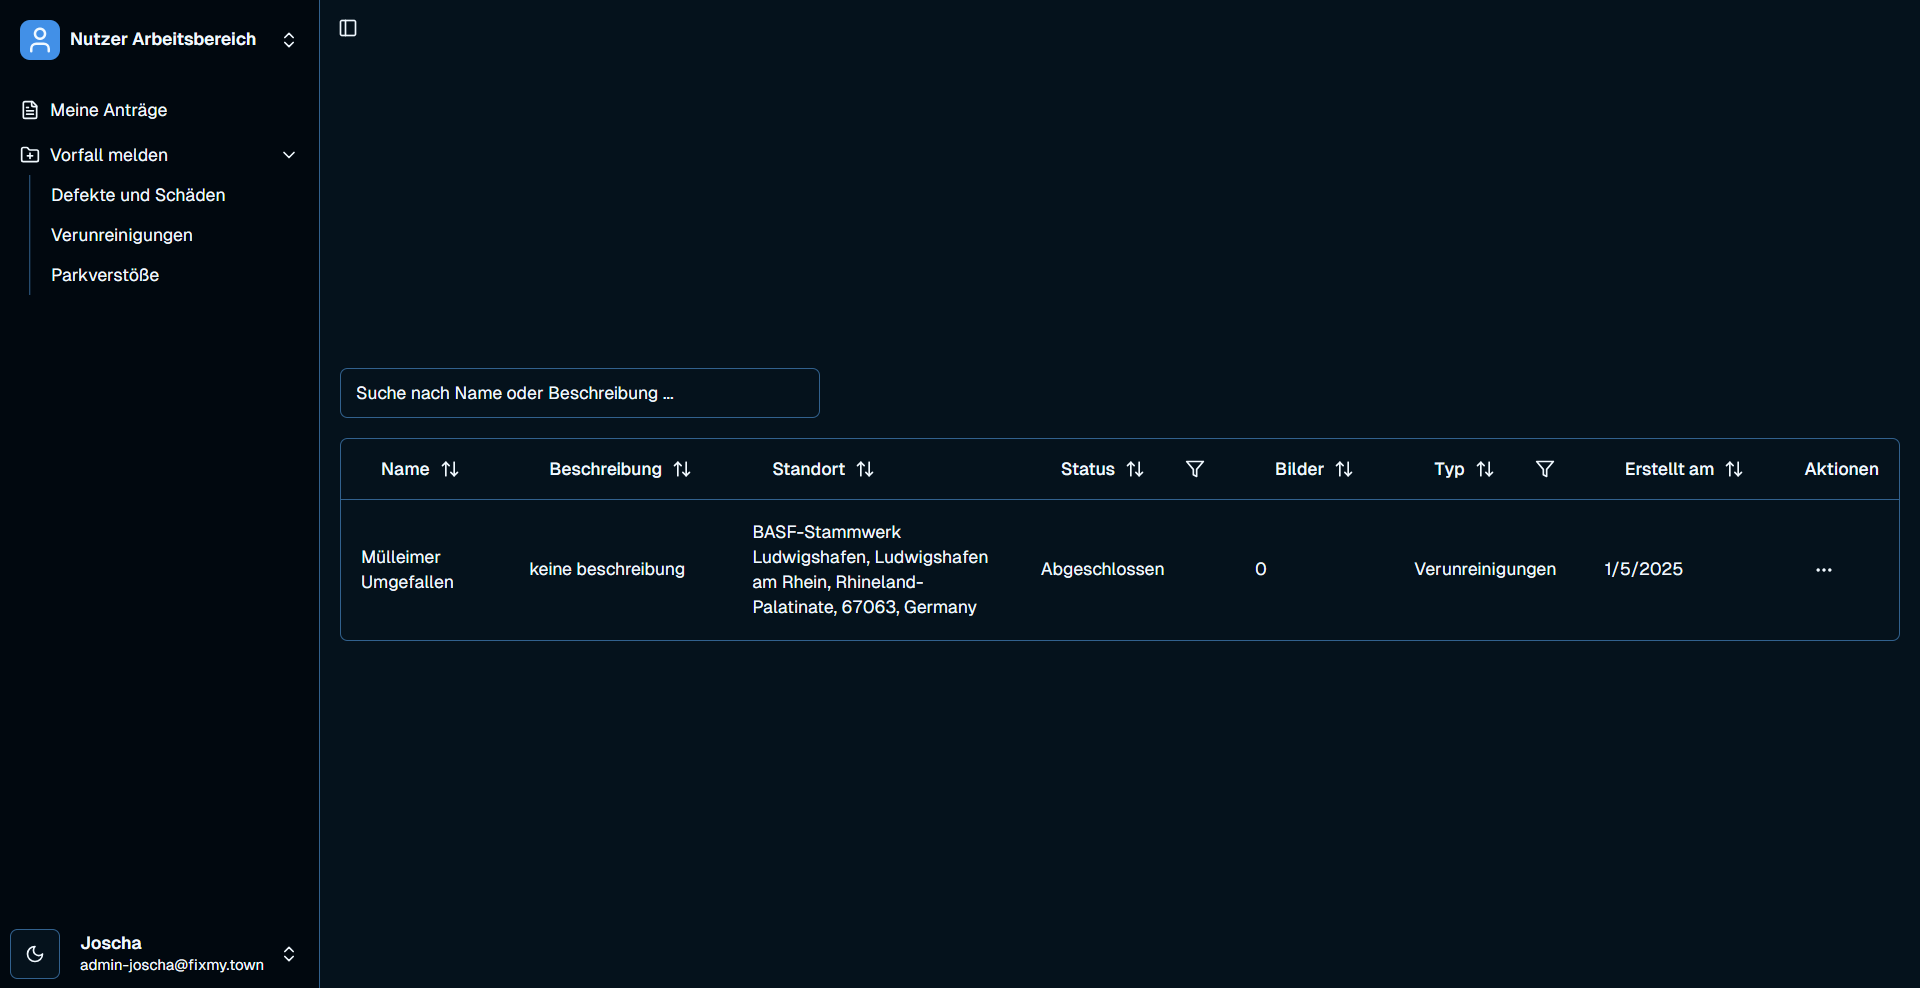 Nutzer Arbeitsbereich
Meine Anträge
Vorfall melden
Defekte und Schäden
Verunreinigungen
Parkverstöße
Joscha
admin-joscha@fixmy.town
Suche nach Name oder Beschreibung ...
Name Beschreibung Standort Status Bilder Typ Erstellt am Aktionen
Mülleimer
Umgefallen
keine beschreibung
BASF-Stammwerk
Ludwigshafen, Ludwigshafen
am Rhein, Rhineland-
Palatinate, 67063, Germany
Abgeschlossen
0
Verunreinigungen
1/5/2025